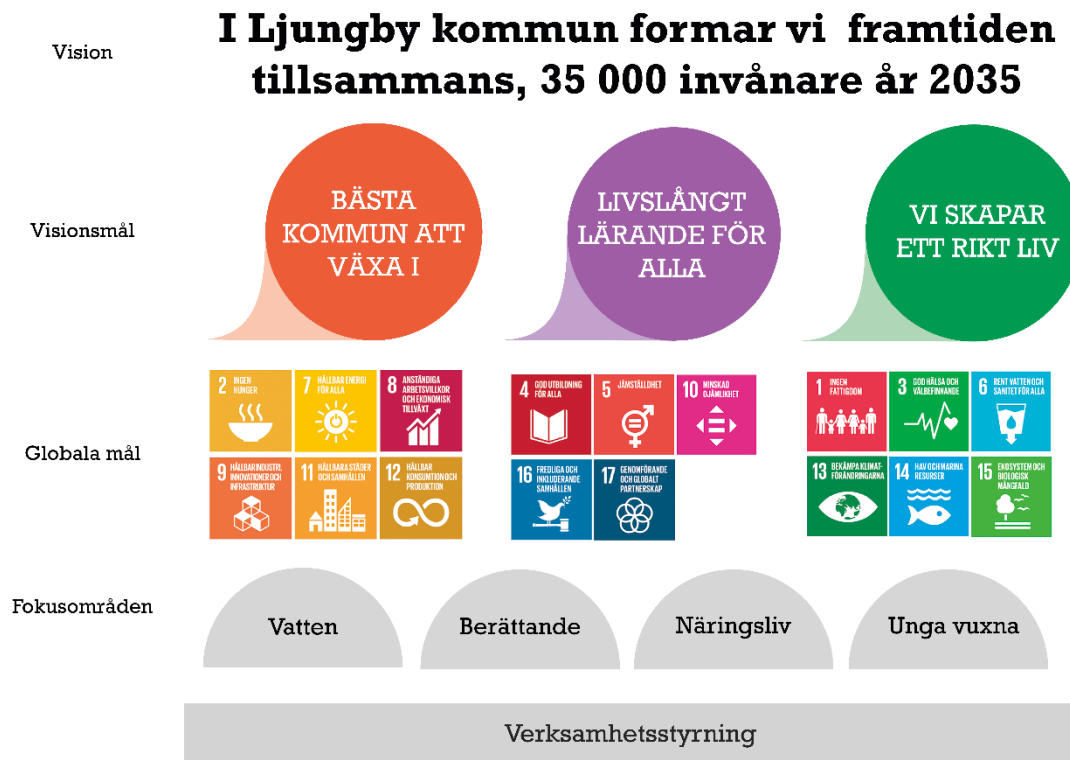 Vision
I Ljungby kommun formar vi framtiden
tillsammans, 35 000 invånare år 2035
Visionsmål
BÄSTA
KOMMUN ATT
VÄXA I
LIVSLÅNGT
LÄRANDE FÖR
ALLA
VI SKAPAR
ETT RIKT LIV
Globala mål
2 INGEN
HUNGER
7 HÅLLBAR ENERGI
FÖR ALLA
8 ANSTÄNDIGA
ARBETSVILLKOR
OCH EKONOMISK
TILLVÄXT
9 HÅLLBAR INDUSTRI,
INNOVATIONER OCH
INFRASTRUKTUR
11 HÅLLBARA STÄDER
OCH SAMHÄLLEN
12 HÅLLBAR
KONSUMTION OCH
PRODUKTION
4 GOD UTBILDNING
FÖR ALLA
5 JÄMSTÄLLDHET
10 MINSKAD
OJÄMLIKHET
16 FREDLIGA OCH
INKLUDERANDE
SAMHÄLLEN
17 GENOMFÖRANDE
OCH GLOBALT
PARTNERSKAP
1 INGEN
FATTIGDOM
3 GOD HÄLSA OCH
VÄLBEFINNANDE
6 RENT VATTEN OCH
SANITET FÖR ALLA
13 BEKÄMPA KLIMAT-
FÖRÄNDRINGARNA
14 HAV OCH MARINA
RESURSER
15 EKOSYSTEM OCH
BIOLOGISK
MÅNGFALD
Fokusområden
Vatten
Berättande
Näringsliv
Unga vuxna
Verksamhetsstyrning